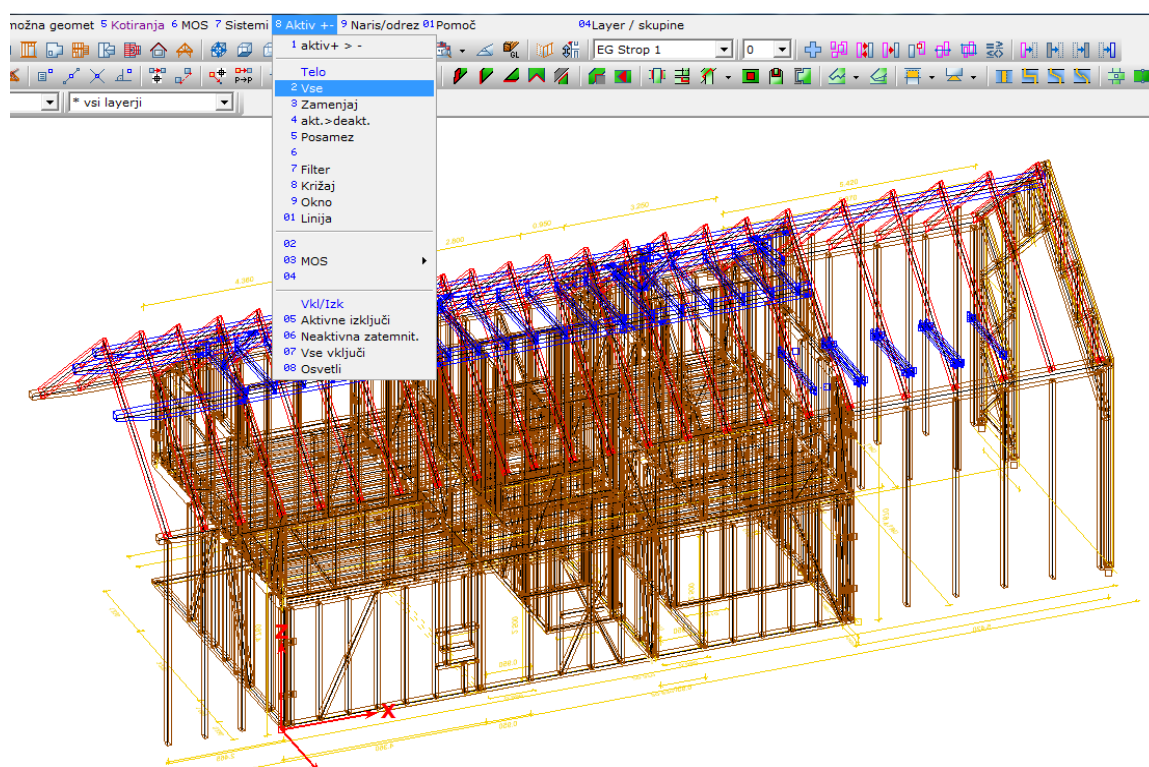 možna geomet 5 Kotiranja 6 MOS 7 Sistemi 8 Aktiv +- 9 Naris/odrez 01 Pomoč 04 Layer / skupine
GL EG Strop 1 0
P→P
* vsi layerji
1 aktiv+ > -
Telo
2 Vse
3 Zamenjaj
4 akt.>deakt.
5 Posamez
6
7 Filter
8 Križaj
9 Okno
01 Linija
02
03 MOS
04
Vkl/Izk
05 Aktivne izključi
06 Neaktivna zatemnit.
07 Vse vključi
08 Osvetli
Z
X